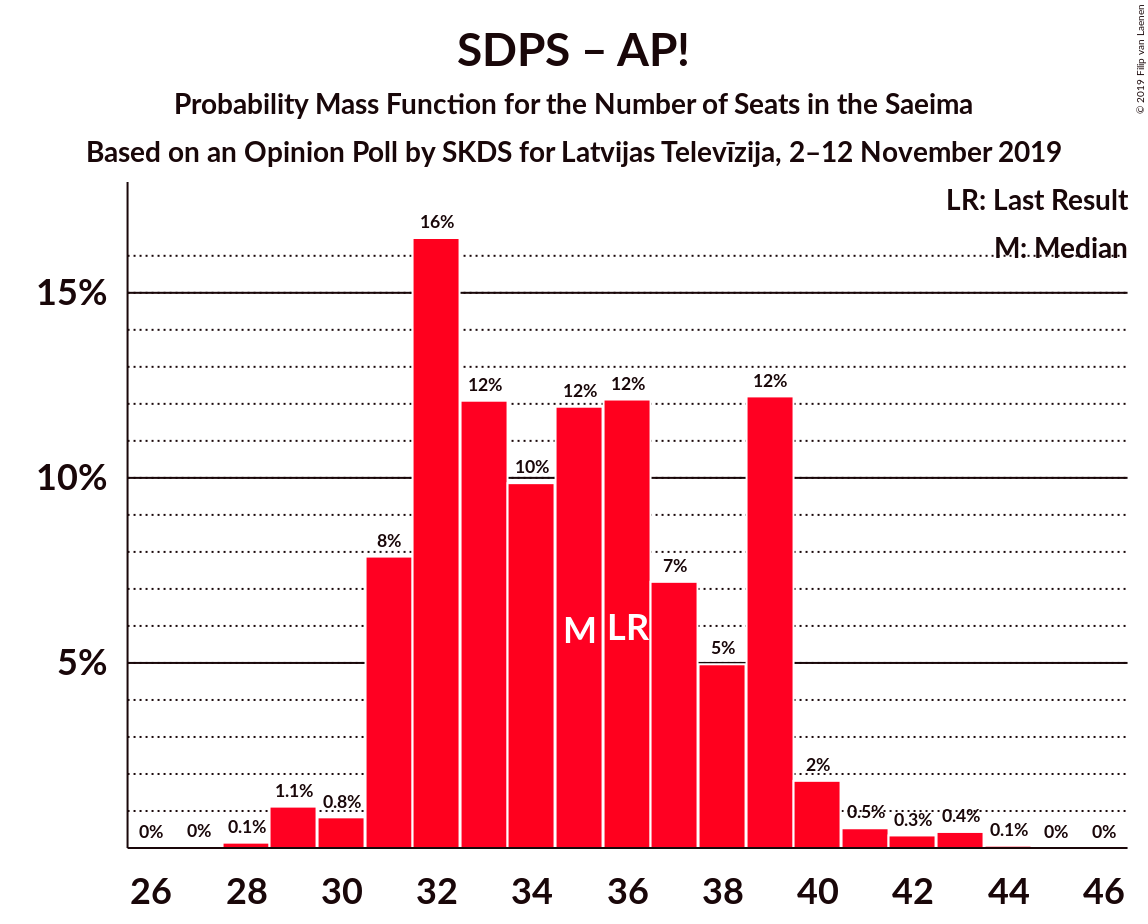 SDPS – AP!
Probability Mass Function for the Number of Seats in the Saeima
Based on an Opinion Poll by SKDS for Latvijas Televīzija, 2–12 November 2019
© 2019 Filip van Laenen
LR: Last Result
M: Median
15%
10%
5%
0%
0%
0.1%
1.1%
0.8%
8%
16%
12%
10%
12%
12%
7%
5%
12%
2%
0.5%
0.3%
0.4%
0.1%
0%
0%
M
LR
26 28 30 32 34 36 38 40 42 44 46